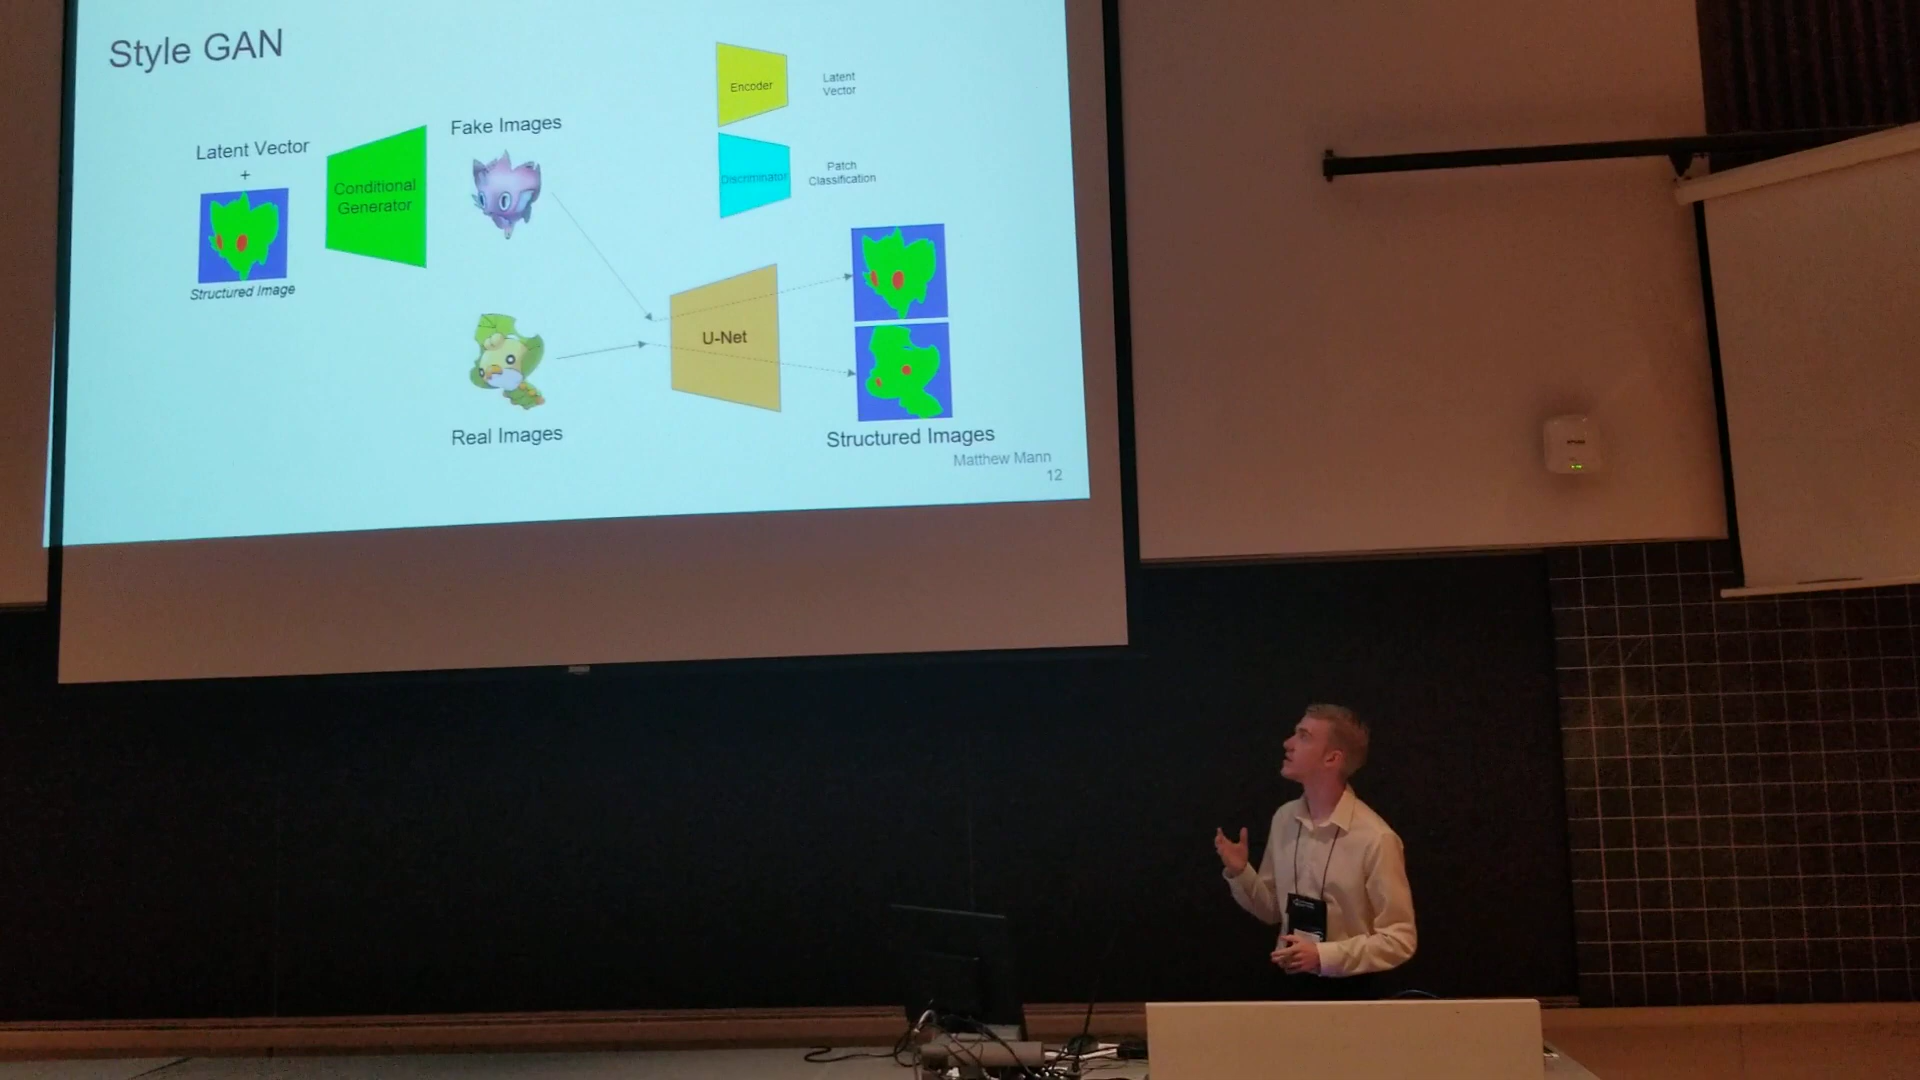 Style GAN
Latent Vector
+
Structured Image
Conditional
Generator
Fake Images
Real Images
Encoder
Latent
Vector
Discriminator
Patch
Classification
U-Net
Structured Images
Matthew Mann
12